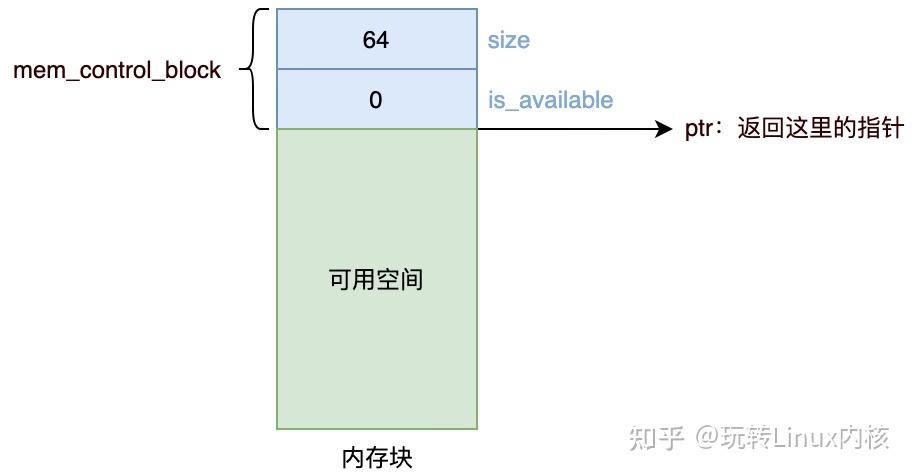 64
size
mem_control_block
0
is_available
ptr：返回这里的指针
可用空间
内存块
知乎 @玩转Linux内核